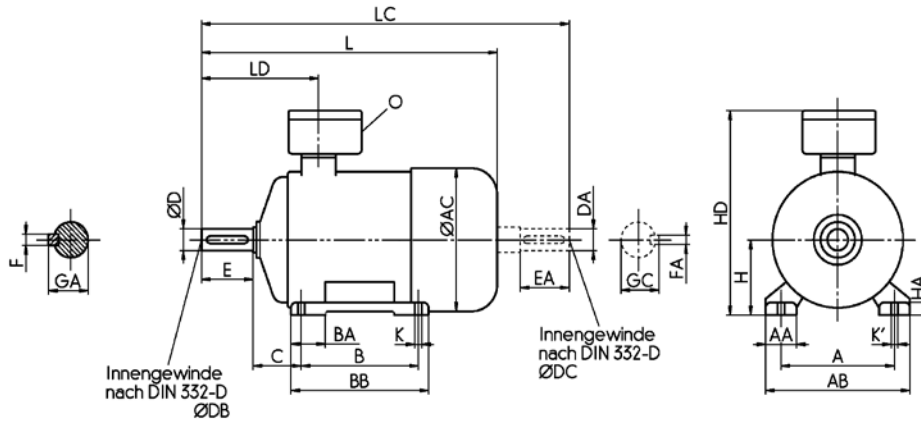 LC
L
LD
O
HD
ØD
ØAC
DA
F
GA
E
EA
GC
FA
H
HA
C
BA
B
K
BB
AA
K'
A
AB
Innengewinde
nach DIN 332-D
ØDB
Innengewinde
nach DIN 332-D
ØDC